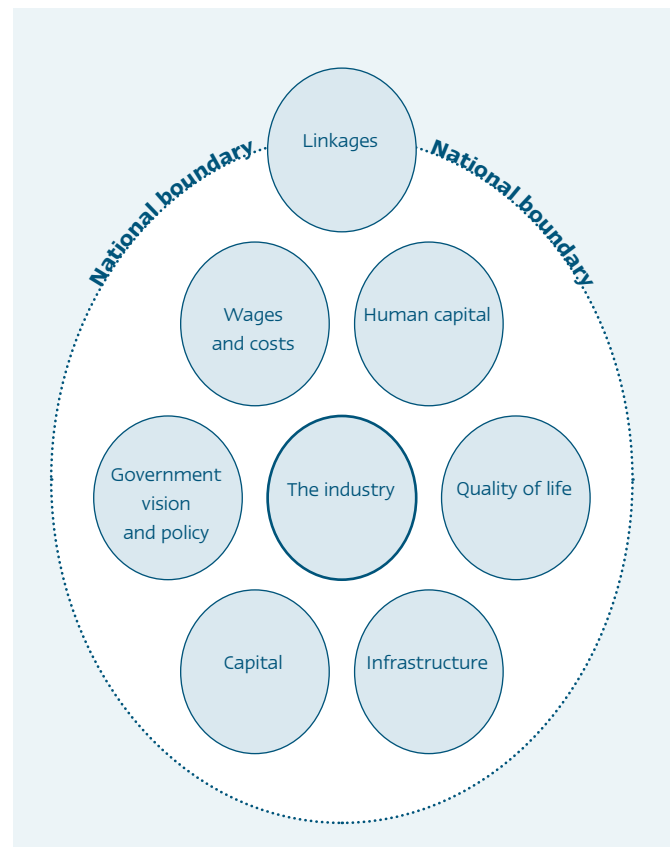 Linkages
National boundary
National boundary
Wages
and costs
Human capital
Government
vision
and policy
The industry
Quality of life
Capital
Infrastructure